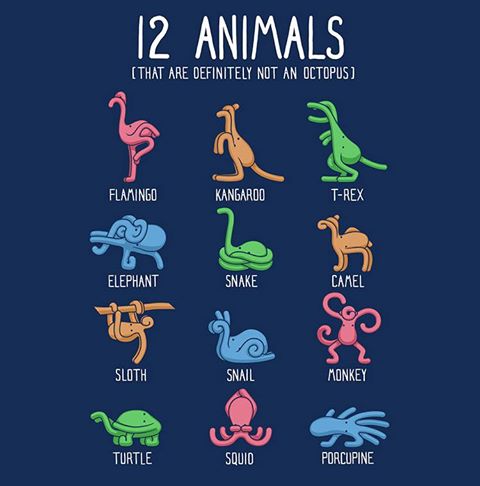 12 ANIMALS
(THAT ARE DEFINITELY NOT AN OCTOPUS)
FLAMINGO KANGAROO T-REX
ELEPHANT SNAKE CAMEL
SLOTH SNAIL MONKEY
TURTLE SQUID PORCUPINE